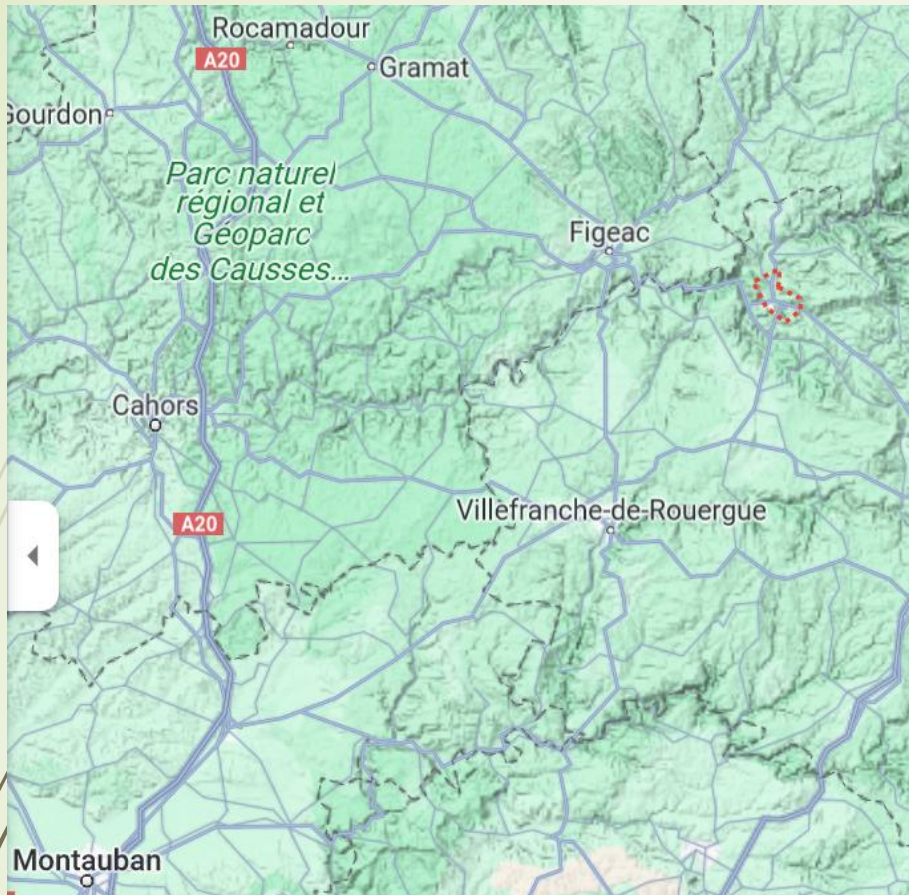 Rocamadour
A20
Gramat
Gourdon
Parc naturel
régional et
Géoparc
des Causses...
Figeac
Cahors
A20
Villefranche-de-Rouergue
Montauban